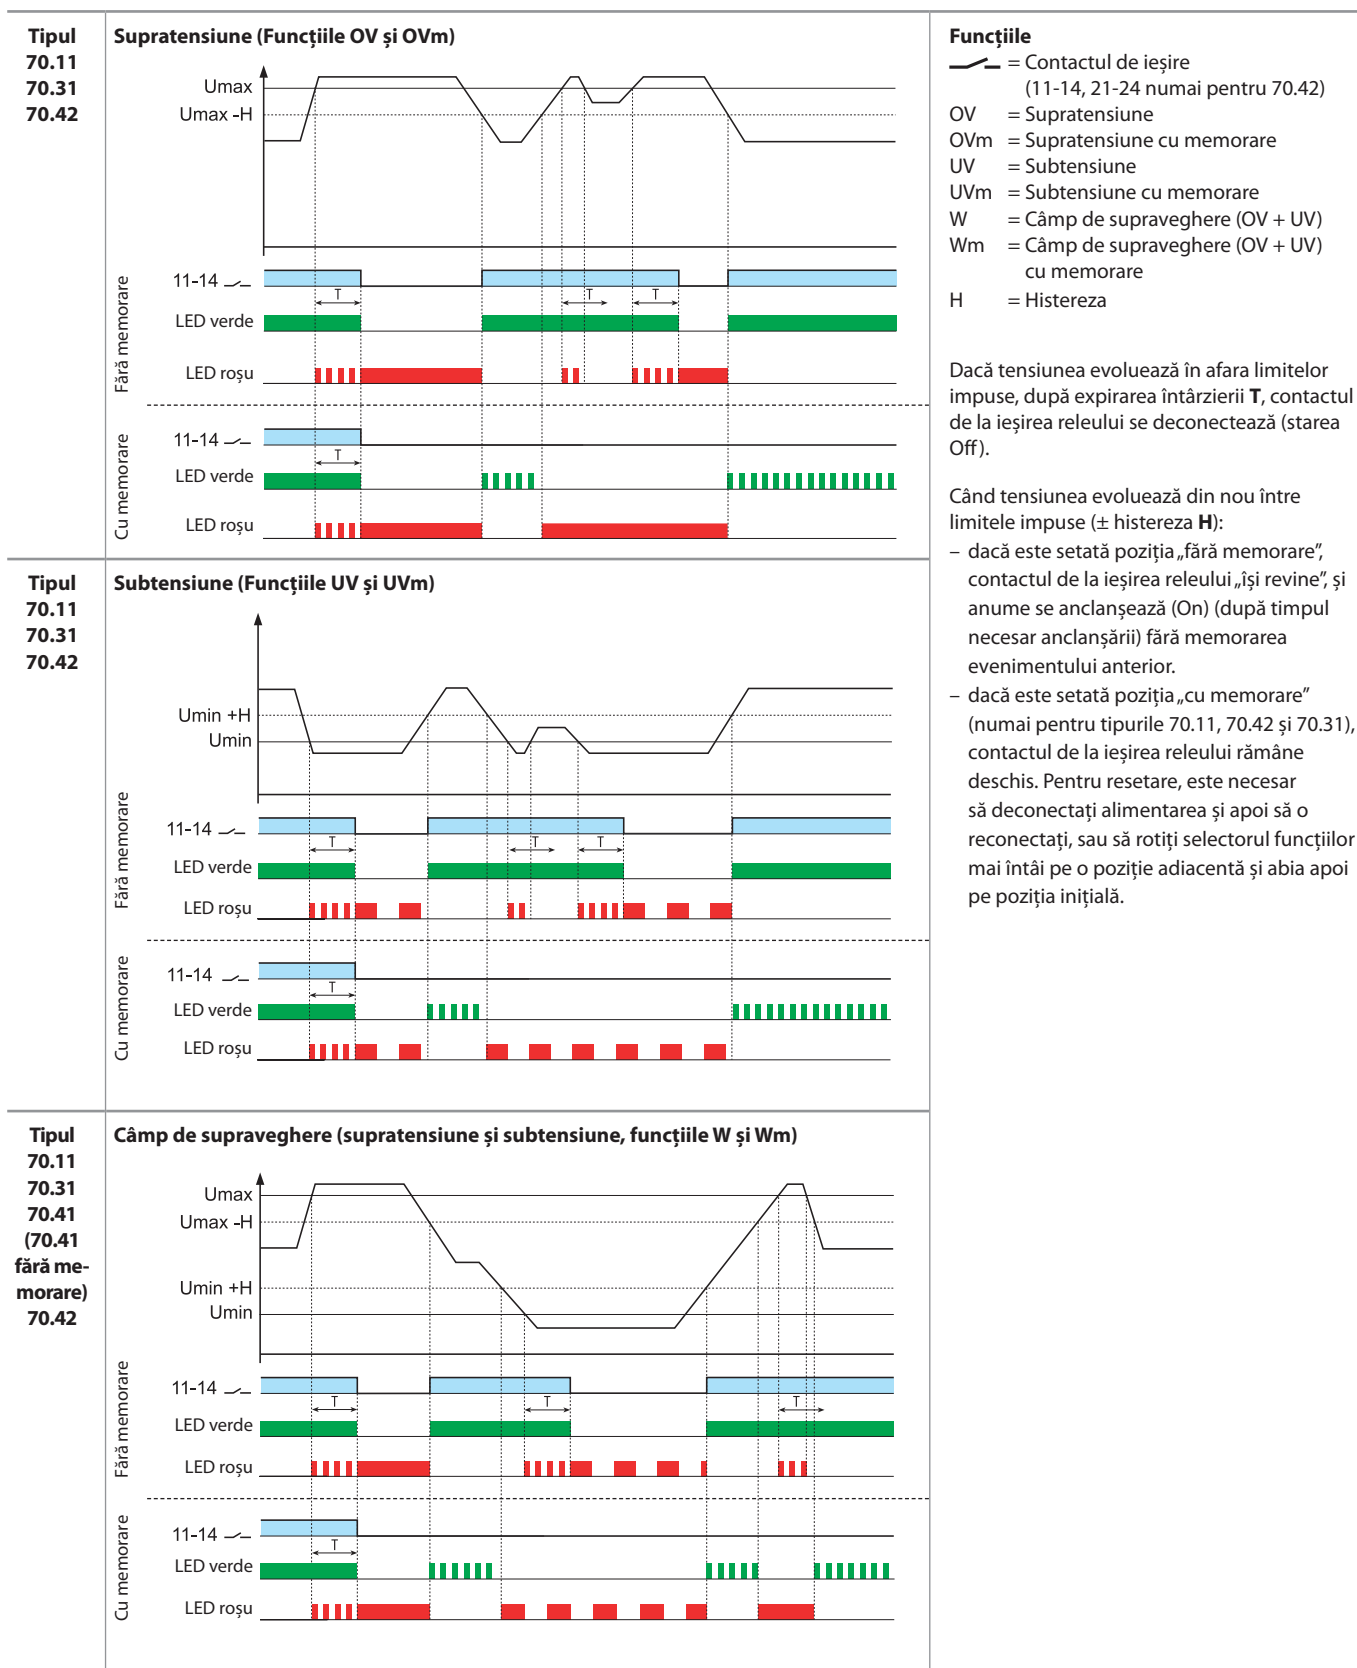 Tipul
70.11
70.31
70.42
Supratensiune (Funcțiile OV și OVm)
Umax
Umax -H
Fără memorare
11-14
T
T
T
LED verde
LED roșu
Cu memorare
11-14
T
LED verde
LED roșu
Tipul
70.11
70.31
70.42
Subtensiune (Funcțiile UV și UVm)
Umin +H
Umin
Fără memorare
11-14
T
T
T
LED verde
LED roșu
Cu memorare
11-14
T
LED verde
LED roșu
Tipul
70.11
70.31
70.41
(70.41
fără me-
morare)
70.42
Câmp de supraveghere (supratensiune și subtensiune, funcțiile W și Wm)
Umax
Umax -H
Umin +H
Umin
Fără memorare
11-14
T
T
T
LED verde
LED roșu
Cu memorare
11-14
T
LED verde
LED roșu
Funcțiile
= Contactul de ieșire
(11-14, 21-24 numai pentru 70.42)
OV = Supratensiune
OVm = Supratensiune cu memorare
UV = Subtensiune
UVm = Subtensiune cu memorare
W = Câmp de supraveghere (OV + UV)
Wm = Câmp de supraveghere (OV + UV)
cu memorare
H = Histereza
Dacă tensiunea evoluează în afara limitelor
impuse, după expirarea întârzierii T, contactul
de la ieșirea releului se deconectează (starea
Off).
Când tensiunea evoluează din nou între
limitele impuse (± histereza H):
– dacă este setată poziția „fără memorare”,
contactul de la ieșirea releului „își revine”, și
anume se anclanșează (On) (după timpul
necesar anclanșării) fără memorarea
evenimentului anterior.
– dacă este setată poziția „cu memorare”
(numai pentru tipurile 70.11, 70.42 și 70.31),
contactul de la ieșirea releului rămâne
deschis. Pentru resetare, este necesar
să deconectați alimentarea și apoi să o
reconectați, sau să rotiți selectorul funcțiilor
mai întâi pe o poziție adiacentă și abia apoi
pe poziția inițială.